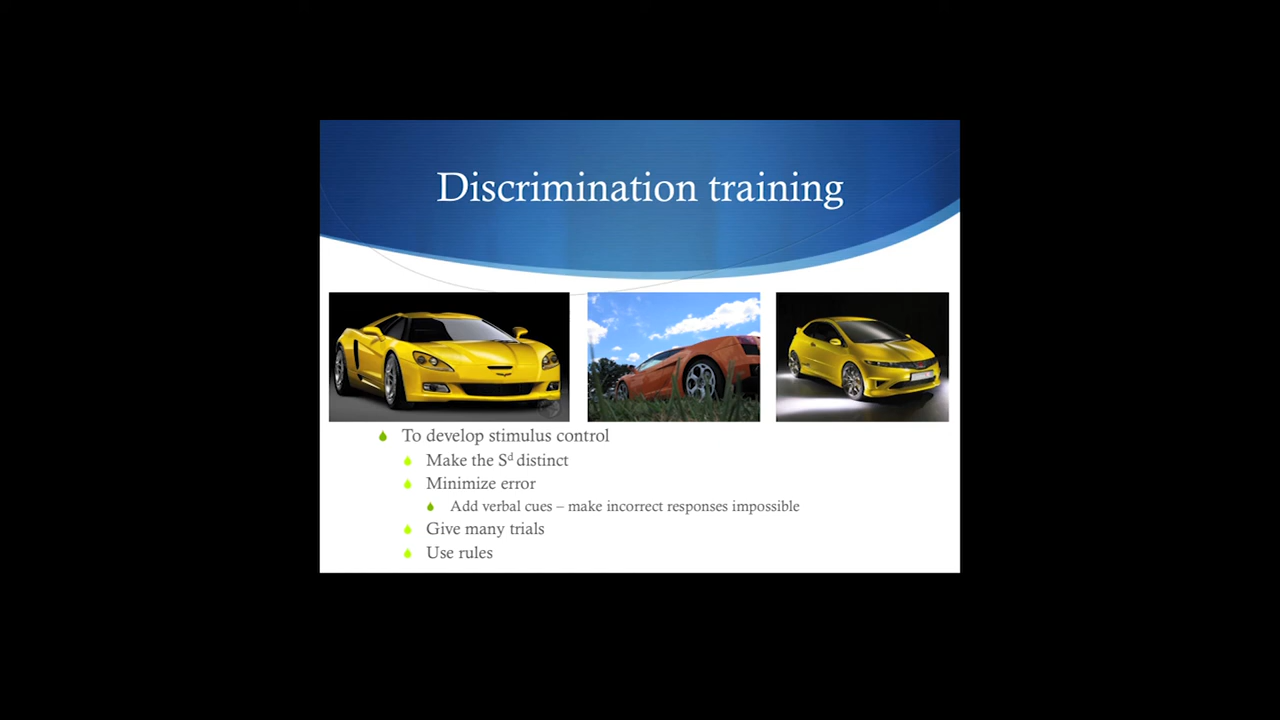 Discrimination training
To develop stimulus control
Make the Sᵈ distinct
Minimize error
Add verbal cues – make incorrect responses impossible
Give many trials
Use rules